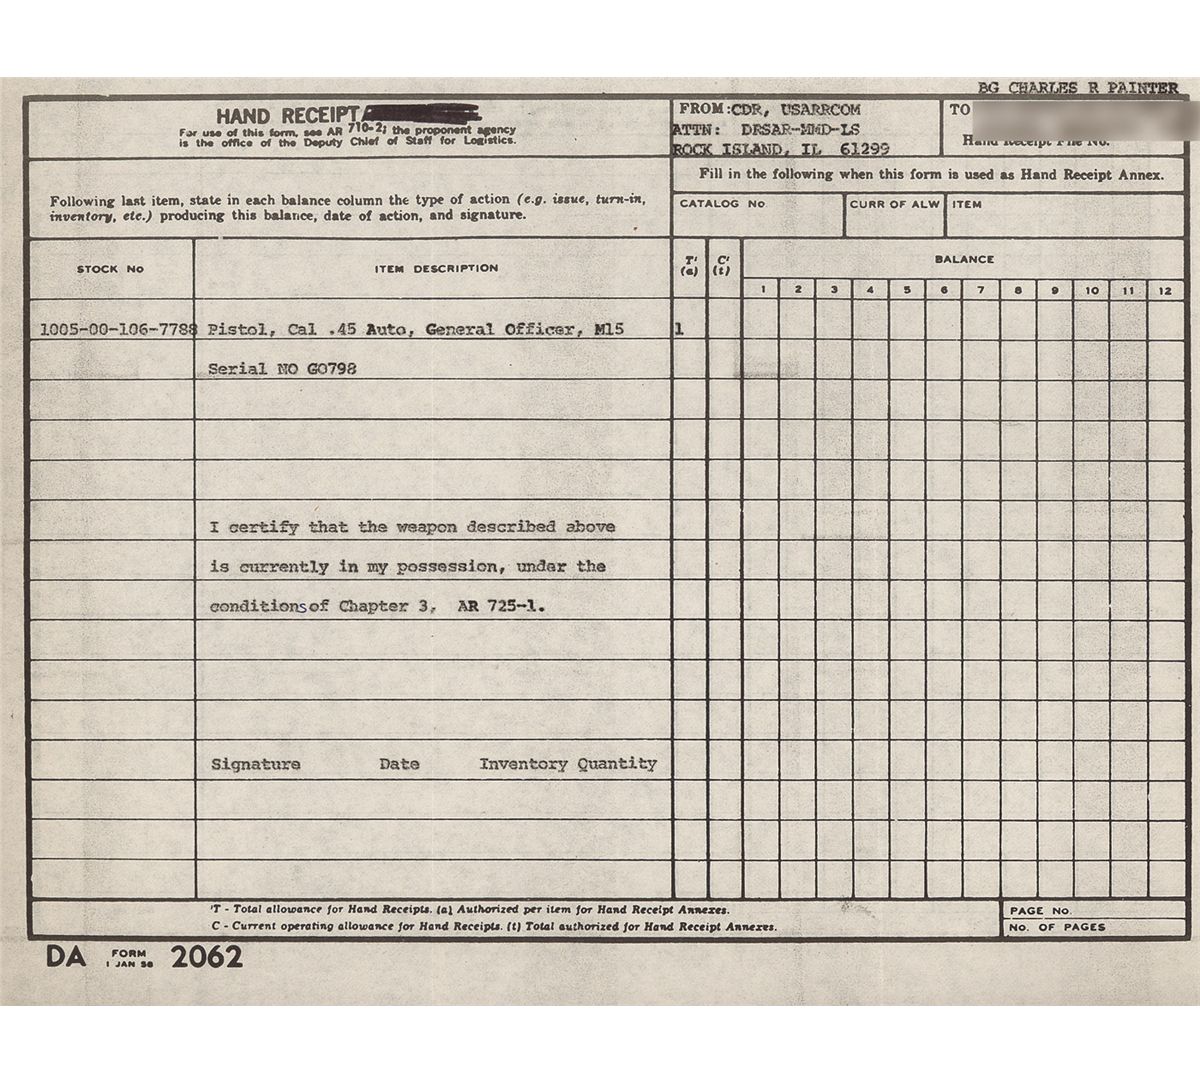 BG CHARLES R PAINTER
HAND RECEIPT
For use of this form, see AR 710-2; the proponent agency
is the office of the Deputy Chief of Staff for Logistics.
FROM:CDR, USARRCOM
ATTN: DRSAR-MMD-LS
ROCK ISLAND, IL 61299
TO
Hand Receipt File No.
Fill in the following when this form is used as Hand Receipt Annex.
Following last item, state in each balance column the type of action (e.g. issue, turn-in,
inventory, etc.) producing this balance, date of action, and signature.
CATALOG No
CURR OF ALW
ITEM
STOCK No
ITEM DESCRIPTION
'T'
(a)
C'
(t)
BALANCE
1 2 3 4 5 6 7 8 9 10 11 12
1005-00-106-7788 Pistol, Cal .45 Auto, General Officer, M15 1
Serial NO GO798
I certify that the weapon described above
is currently in my possession, under the
conditions of Chapter 3, AR 725-1.
Signature Date Inventory Quantity
'T - Total allowance for Hand Receipts. (a) Authorized per item for Hand Receipt Annexes.
C - Current operating allowance for Hand Receipts. (t) Total authorized for Hand Receipt Annexes.
PAGE No.
NO. OF PAGES
DA FORM 2062
1 JAN 58